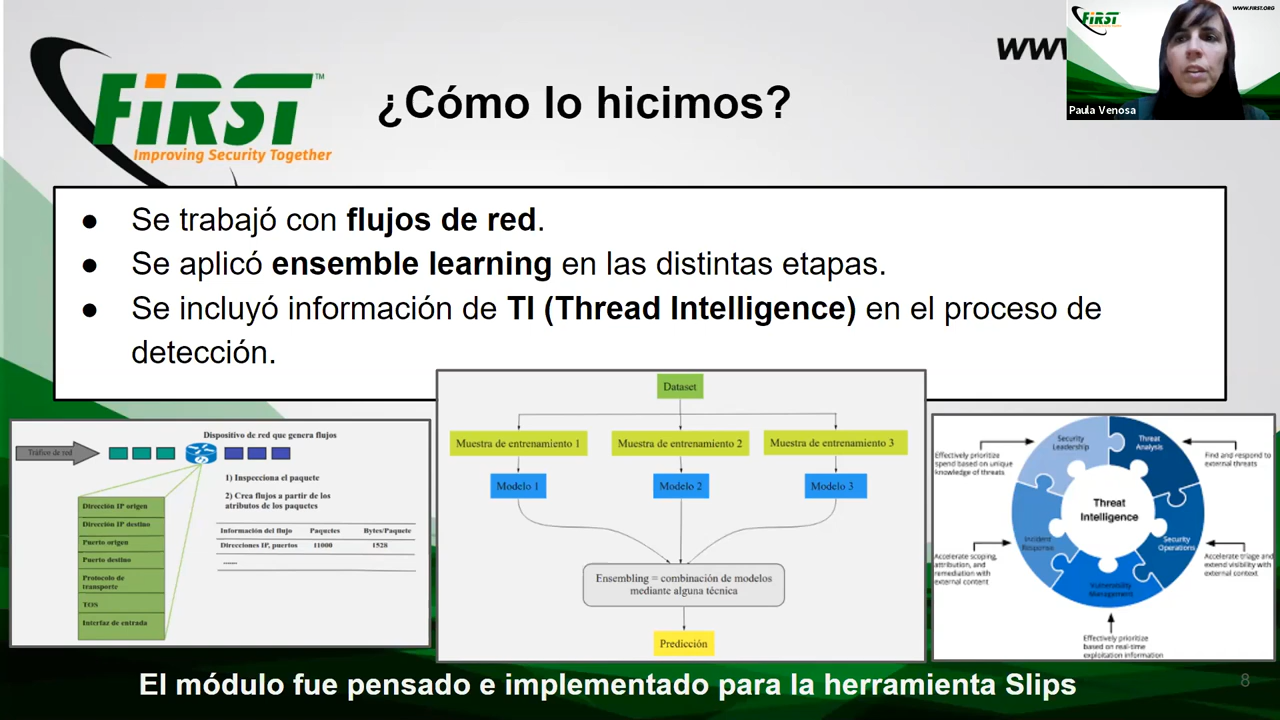 WWW.FIRST.ORG
FiRST
WWW
FiRST™
Improving Security Together
¿Cómo lo hicimos?
Paula Venosa
● Se trabajó con flujos de red.
● Se aplicó ensemble learning en las distintas etapas.
● Se incluyó información de TI (Thread Intelligence) en el proceso de
detección.
Dispositivo de red que genera flujos
Tráfico de red
1) Inspecciona el paquete
2) Crea flujos a partir de los
atributos de los paquetes
Dirección IP origen
Dirección IP destino
Puerto origen
Puerto destino
Protocolo de
transporte
TOS
Interfaz de entrada
Información del flujo Paquetes Bytes/Paquete
Direcciones IP, puertos 11000 1528
......
Dataset
Muestra de entrenamiento 1
Muestra de entrenamiento 2
Muestra de entrenamiento 3
Modelo 1
Modelo 2
Modelo 3
Ensembling = combinación de modelos
mediante alguna técnica
Predicción
Security
Leadership
Threat
Analysis
Effectively prioritize
spend based on unique
knowledge of threats
Find and respond to
external threats
Threat
Intelligence
Incident
Response
Security
Operations
Accelerate scoping,
attribution, and
remediation with
external content
Accelerate triage and
extend visibility with
external context
Vulnerability
Management
Effectively prioritize
based on real-time
exploitation information
El módulo fue pensado e implementado para la herramienta Slips
8